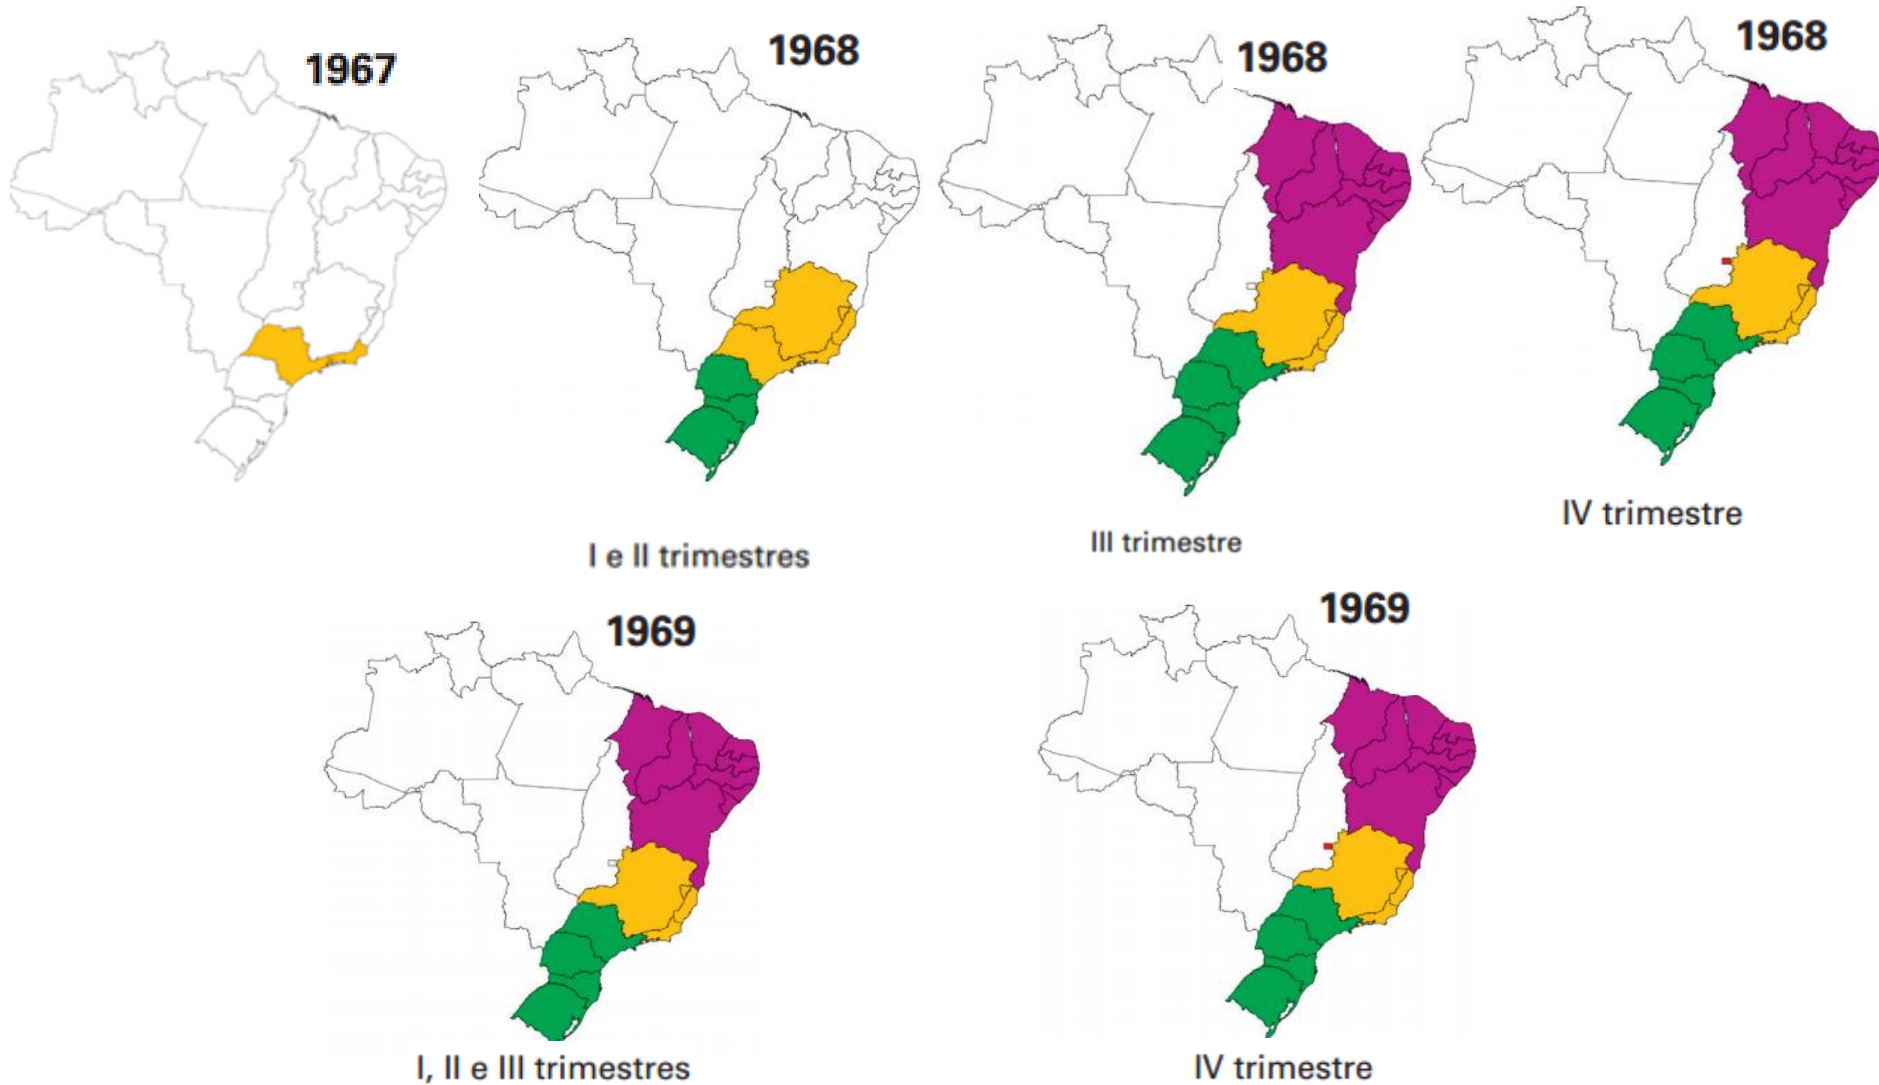 1967
1968
1968
1968
I e II trimestres
III trimestre
IV trimestre
1969
1969
I, II e III trimestres
IV trimestre